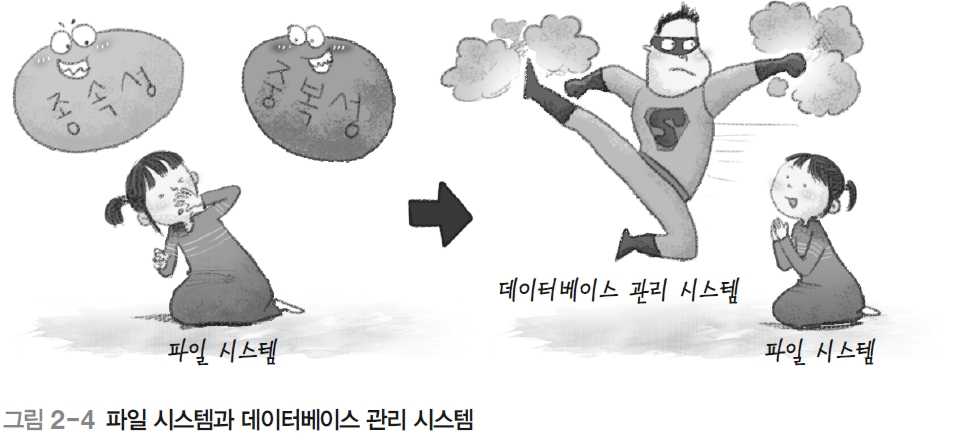 종속성
중복성
S
데이터베이스 관리 시스템
파일 시스템
파일 시스템
그림 2-4 파일 시스템과 데이터베이스 관리 시스템